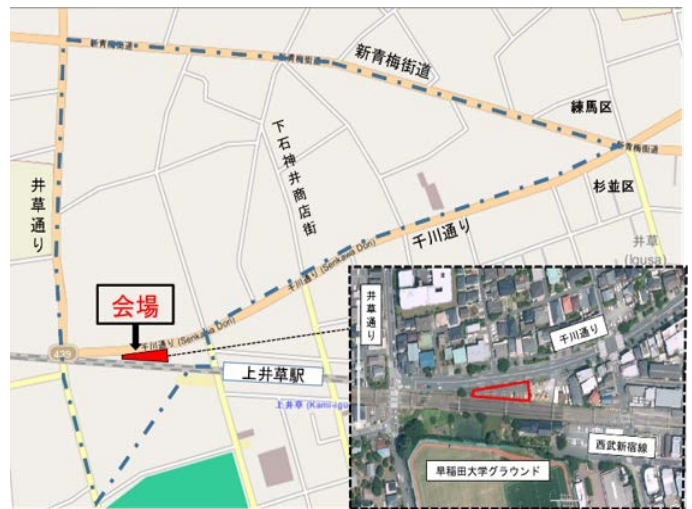 新青梅街道
新青梅街道
新青梅街道
練馬区
新青梅街道
杉並区
井草通り
下石神井商店街
千川通り
千川通り (Senkawa Dori)
井草
(Igusa)
会場
千川通り (Senkawa Dori)
439
上井草駅
上井草 (Kami-Igu
井草通り
千川通り
西武新宿線
早稲田大学グラウンド